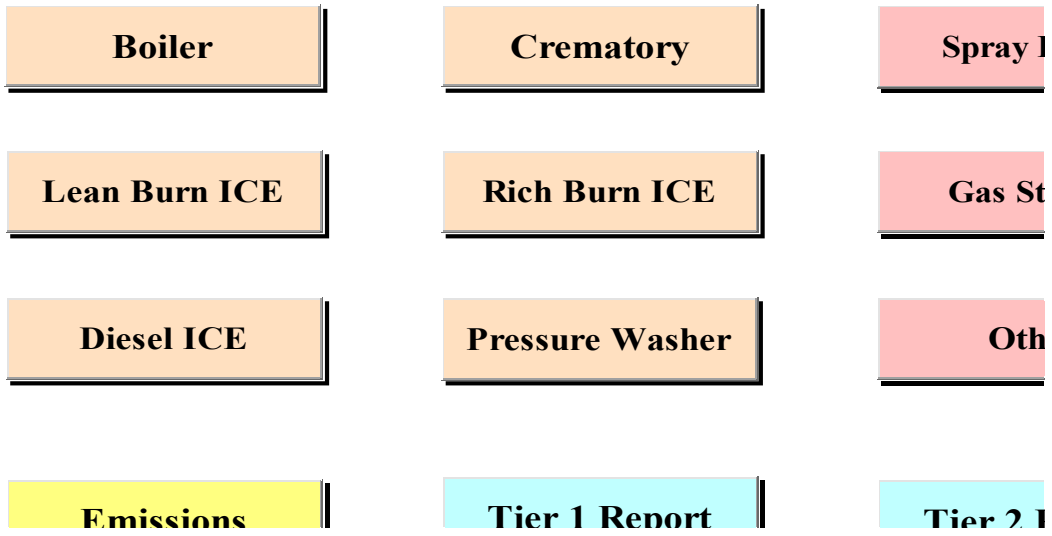 Boiler
Crematory
Spray
Lean Burn ICE
Rich Burn ICE
Gas St
Diesel ICE
Pressure Washer
Oth
Emissions
Tier 1 Report
Tier 2